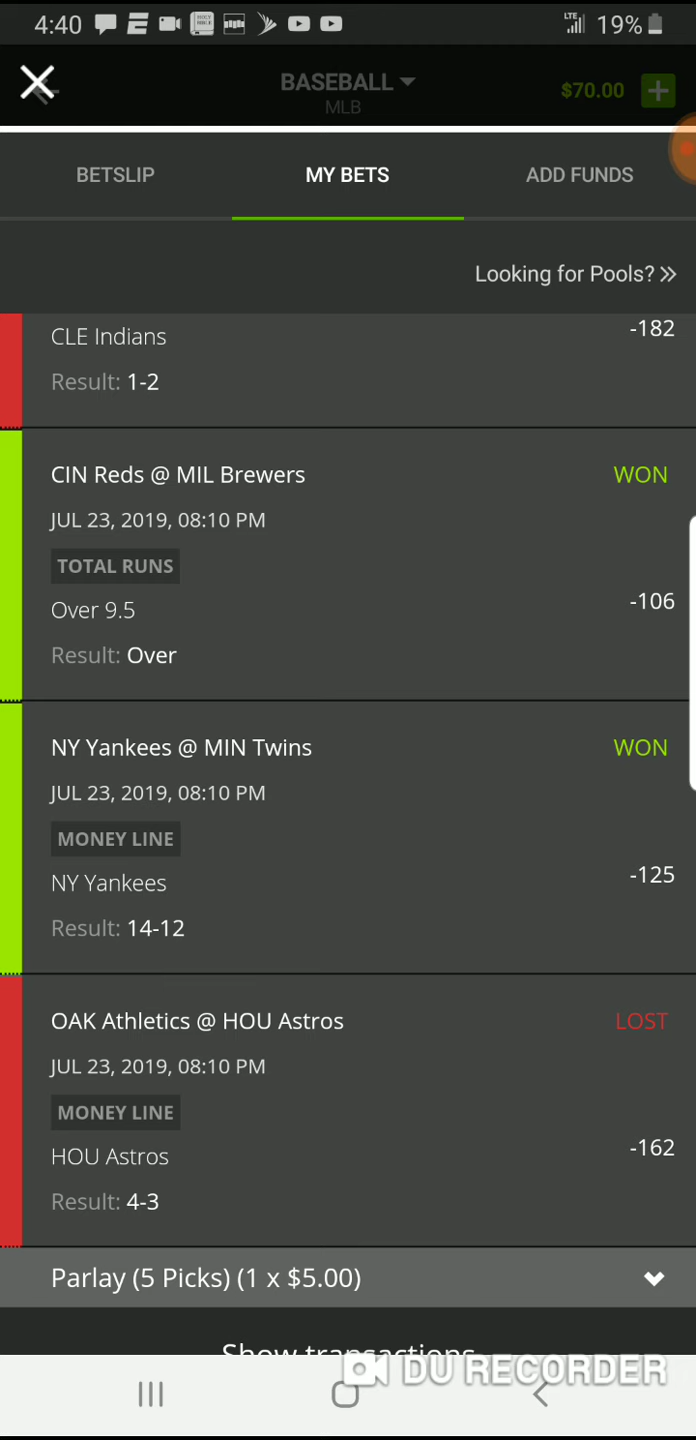 4:40 LTE 19%
BASEBALL
MLB
$70.00
BETSLIP MY BETS ADD FUNDS
Looking for Pools? »
CLE Indians -182
Result: 1-2
CIN Reds @ MIL Brewers WON
JUL 23, 2019, 08:10 PM
TOTAL RUNS
Over 9.5 -106
Result: Over
NY Yankees @ MIN Twins WON
JUL 23, 2019, 08:10 PM
MONEY LINE
NY Yankees -125
Result: 14-12
OAK Athletics @ HOU Astros LOST
JUL 23, 2019, 08:10 PM
MONEY LINE
HOU Astros -162
Result: 4-3
Parlay (5 Picks) (1 x $5.00)
Show transactions
DU RECORDER